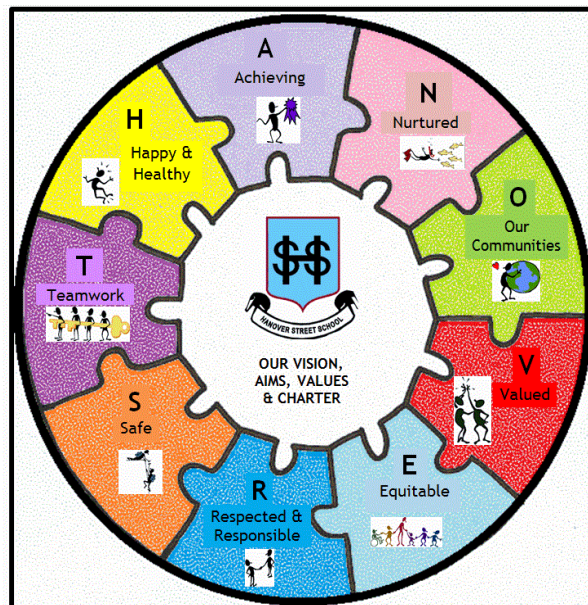 H
Happy &
Healthy
A
Achieving
N
Nurtured
O
Our
Communities
V
Valued
E
Equitable
R
Respected &
Responsible
S
Safe
T
Teamwork
SHS
HANOVER STREET SCHOOL
OUR VISION,
AIMS, VALUES
& CHARTER